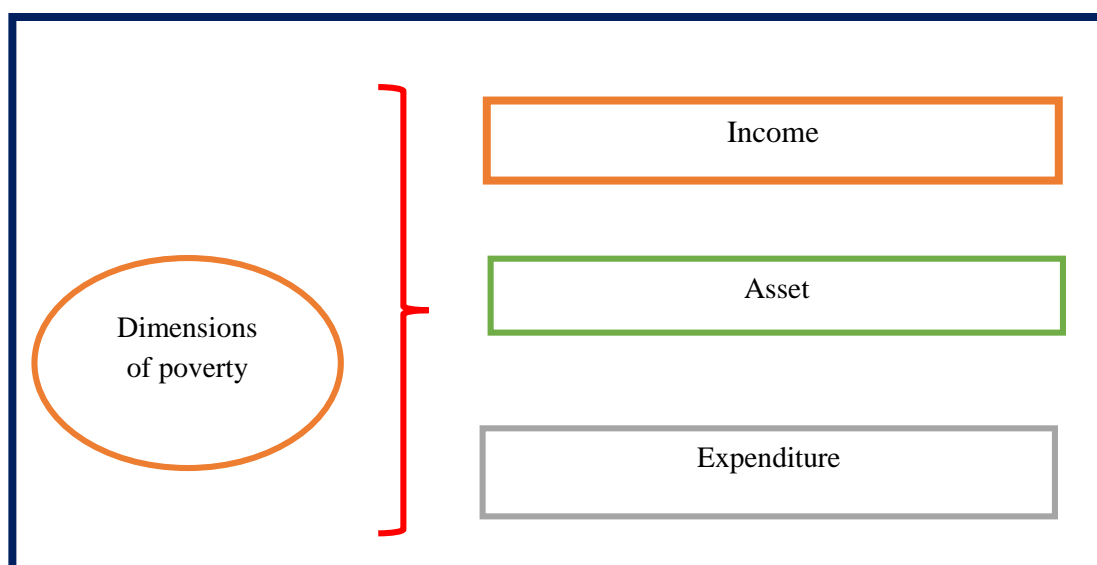 Income
Asset
Dimensions
of poverty
Expenditure